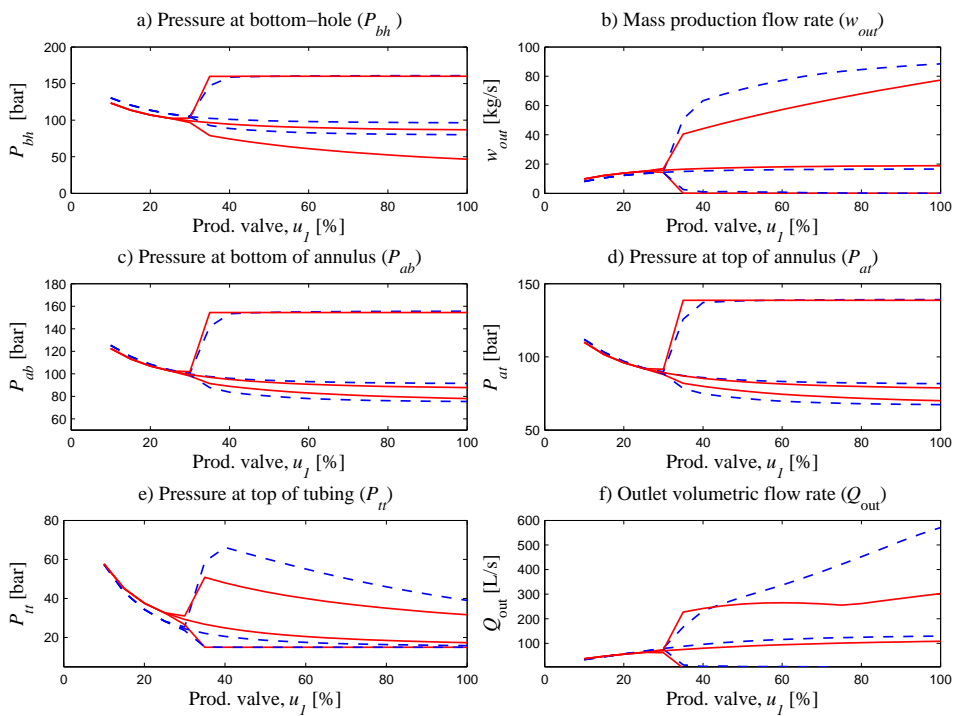 a) Pressure at bottom−hole (P_bh)
200
150
100
50
0
P_bh [bar]
0 20 40 60 80 100
Prod. valve, u_1 [%]
b) Mass production flow rate (w_out)
100
80
60
40
20
0
w_out [kg/s]
0 20 40 60 80 100
Prod. valve, u_1 [%]
c) Pressure at bottom of annulus (P_ab)
180
160
140
120
100
80
60
P_ab [bar]
0 20 40 60 80 100
Prod. valve, u_1 [%]
d) Pressure at top of annulus (P_at)
150
100
50
P_at [bar]
0 20 40 60 80 100
Prod. valve, u_1 [%]
e) Pressure at top of tubing (P_tt)
80
60
40
20
P_tt [bar]
0 20 40 60 80 100
Prod. valve, u_1 [%]
f) Outlet volumetric flow rate (Q_out)
600
500
400
300
200
100
Q_out [L/s]
0 20 40 60 80 100
Prod. valve, u_1 [%]